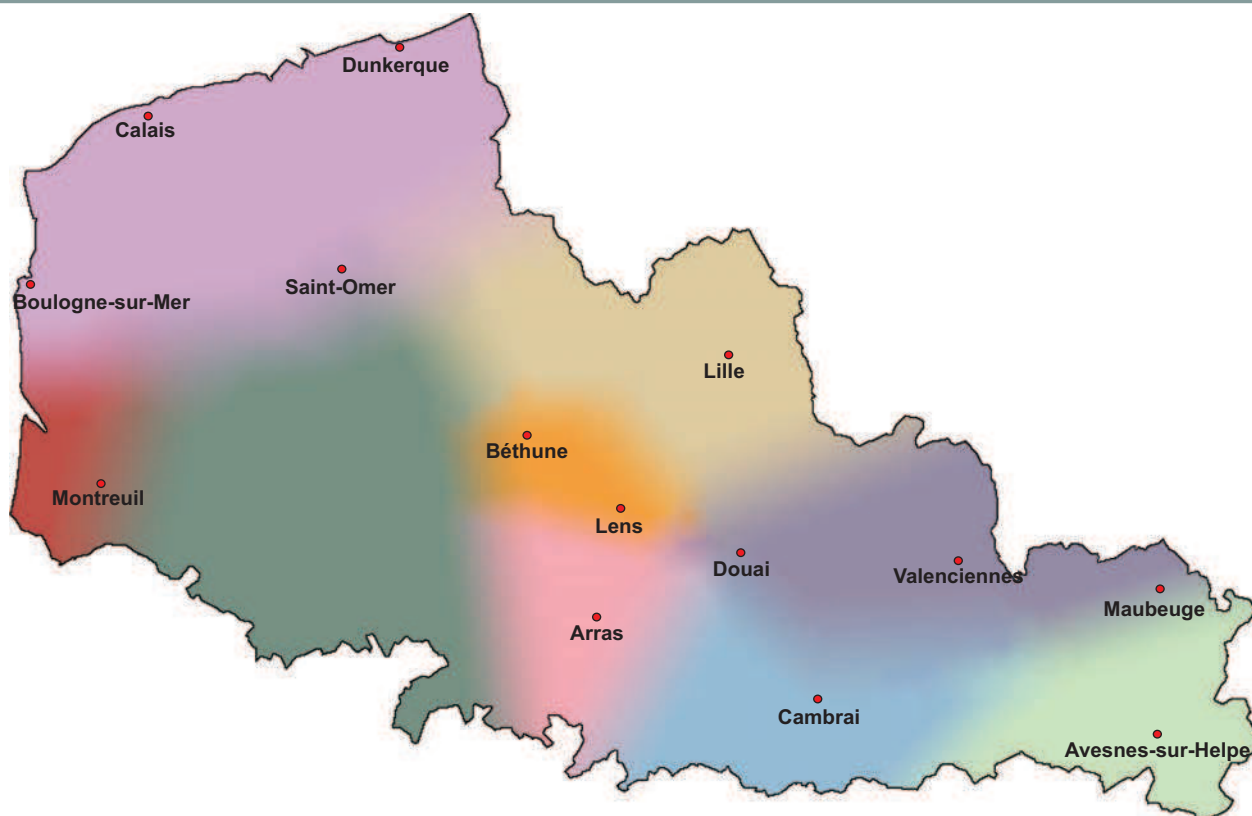 Dunkerque
Calais
Saint-Omer
Boulogne-sur-Mer
Lille
Béthune
Montreuil
Lens
Douai
Valenciennes
Maubeuge
Arras
Cambrai
Avesnes-sur-Helpe